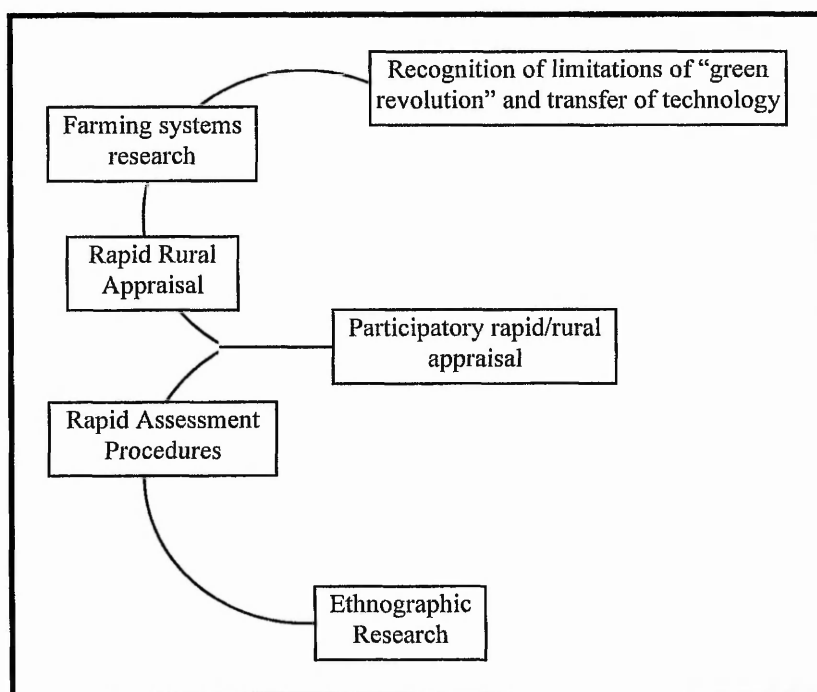 Recognition of limitations of “green
revolution” and transfer of technology
Farming systems
research
Rapid Rural
Appraisal
Participatory rapid/rural
appraisal
Rapid Assessment
Procedures
Ethnographic
Research